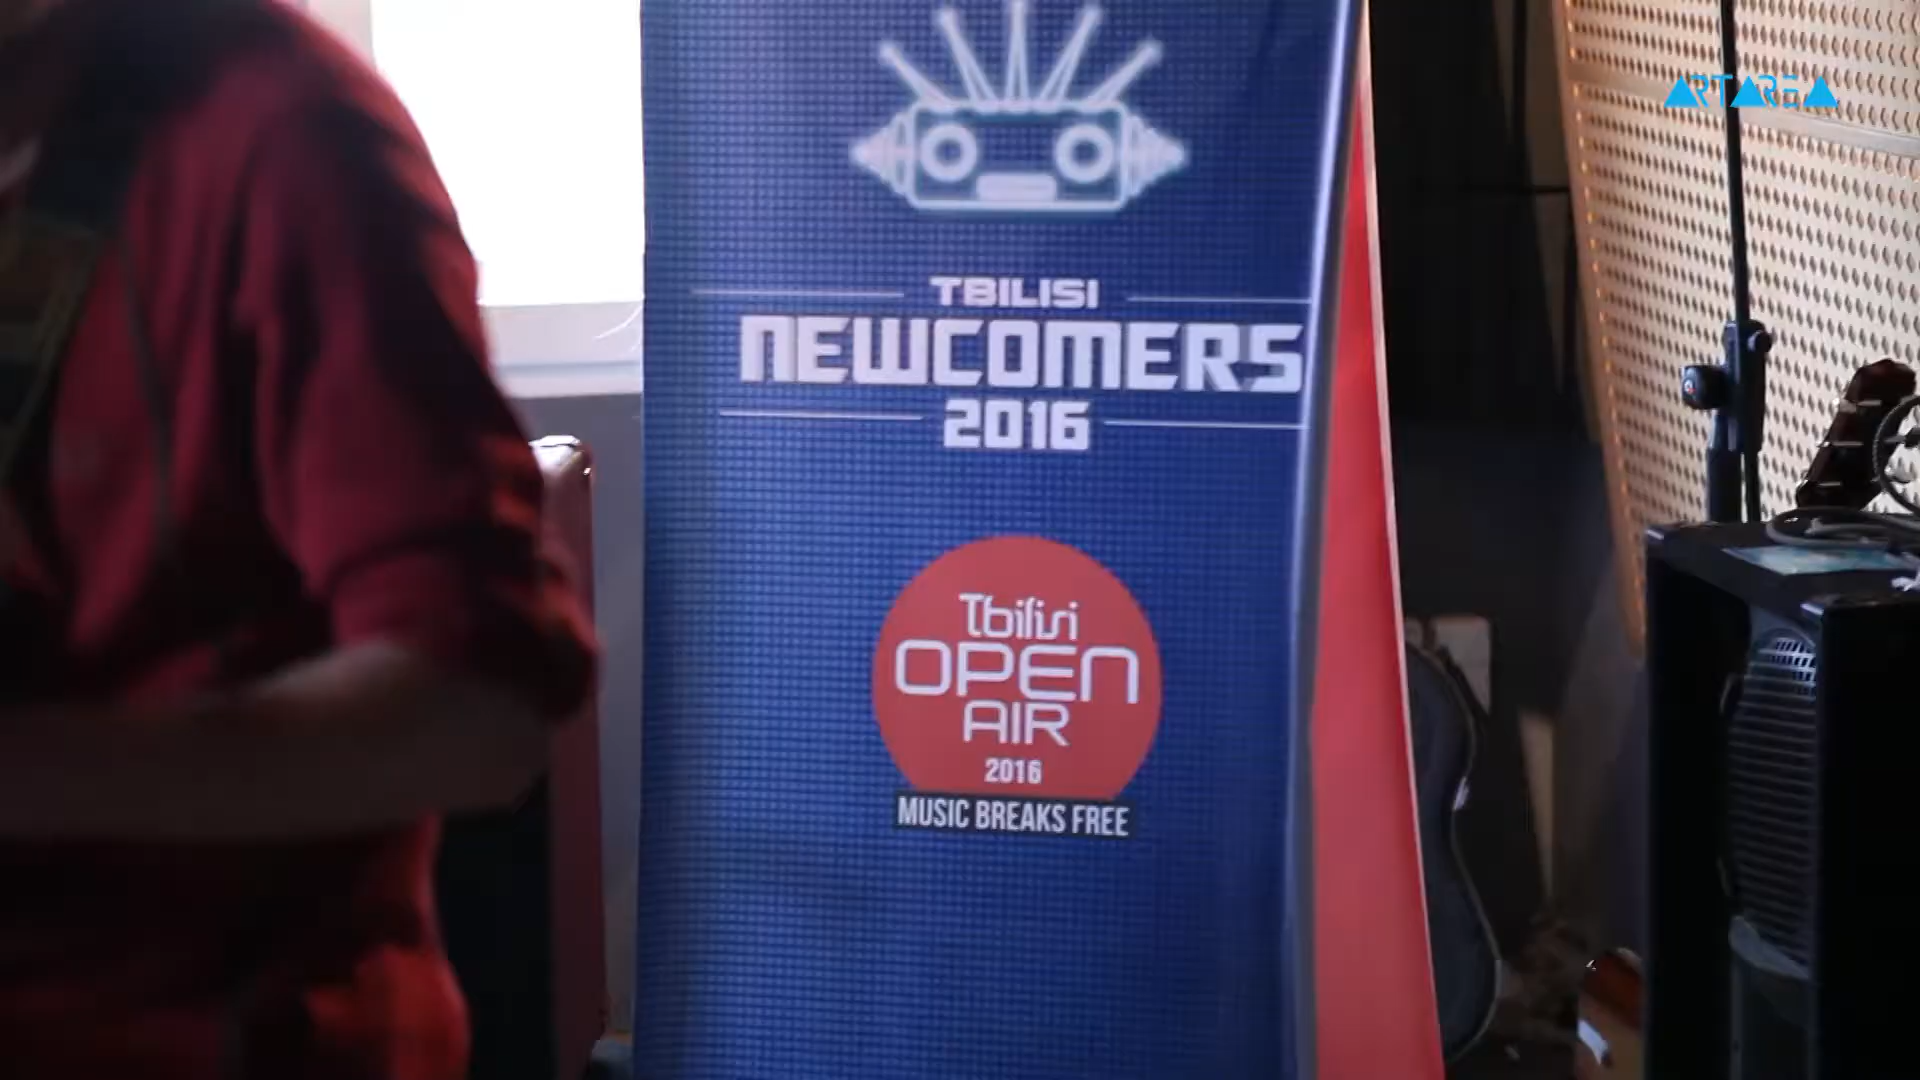 ARTAREA
TBILISI
NEWCOMERS
2016
Tbilisi
OPEN
AIR
2016
MUSIC BREAKS FREE